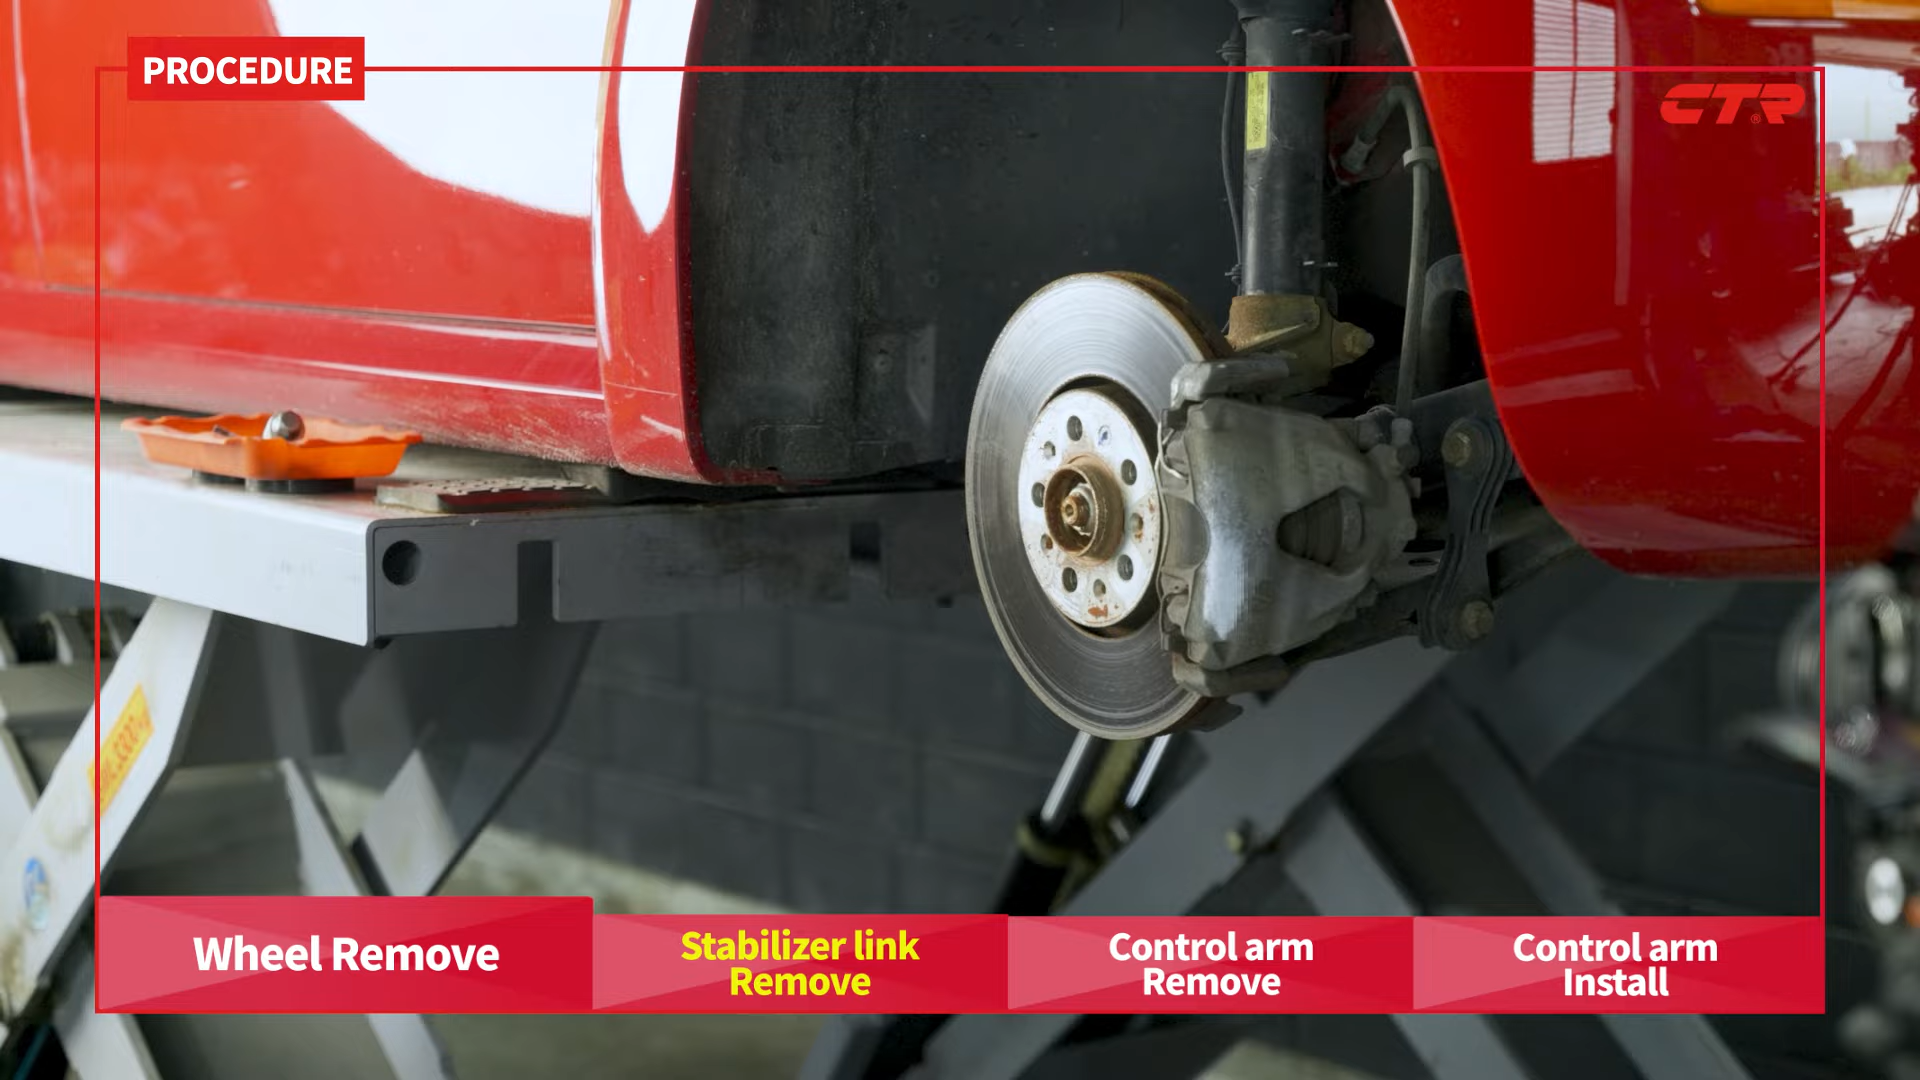 PROCEDURE
CTR®
Wheel Remove
Stabilizer link
Remove
Control arm
Remove
Control arm
Install